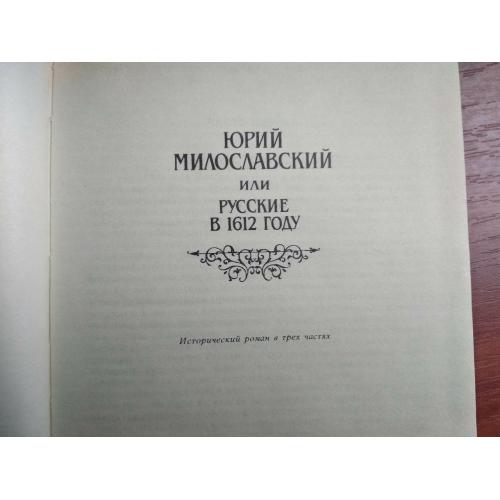 ЮРИЙ
МИЛОСЛАВСКИЙ
ИЛИ
РУССКИЕ
В 1612 ГОДУ
Исторический роман в трех частях